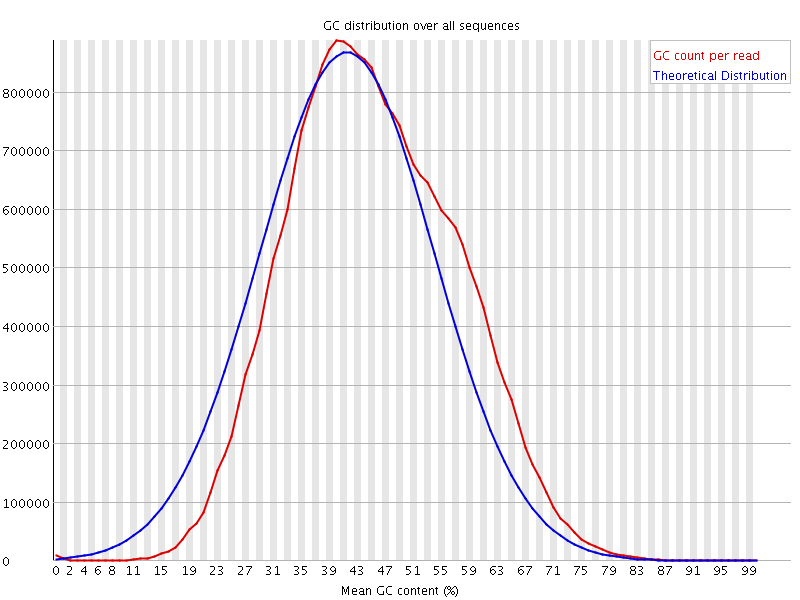 GC distribution over all sequences
GC count per read
Theoretical Distribution
800000
700000
600000
500000
400000
300000
200000
100000
0
0 2 4 6 8 11 15 19 23 27 31 35 39 43 47 51 55 59 63 67 71 75 79 83 87 91 95 99
Mean GC content (%)